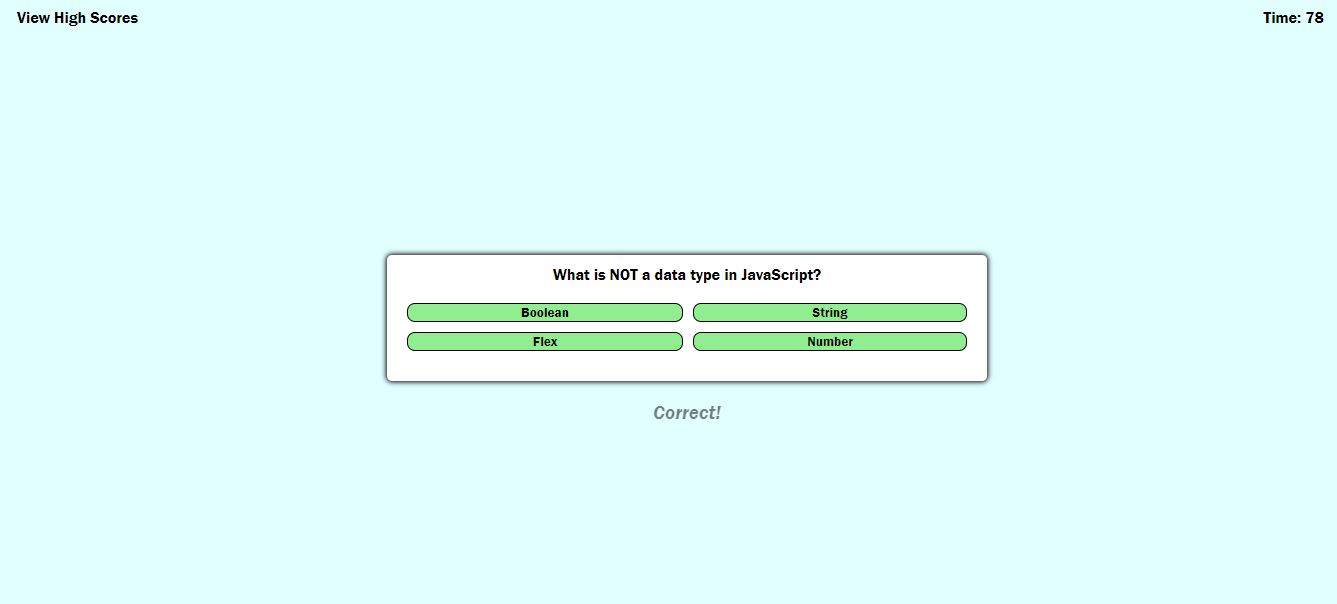 View High Scores
Time: 78
What is NOT a data type in JavaScript?
Boolean
String
Flex
Number
Correct!